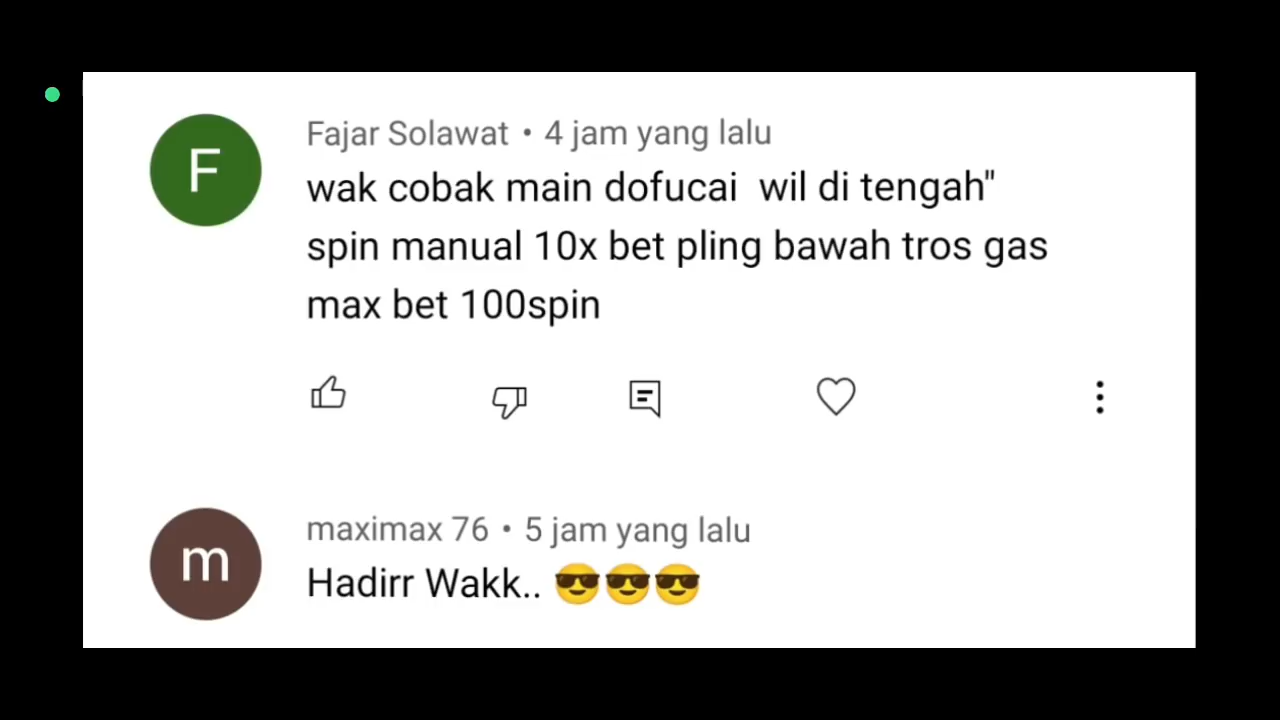 F
Fajar Solawat • 4 jam yang lalu
wak cobak main dofucai  wil di tengah"
spin manual 10x bet pling bawah tros gas
max bet 100spin
m
maximax 76 • 5 jam yang lalu
Hadirr Wakk.. 😎😎😎